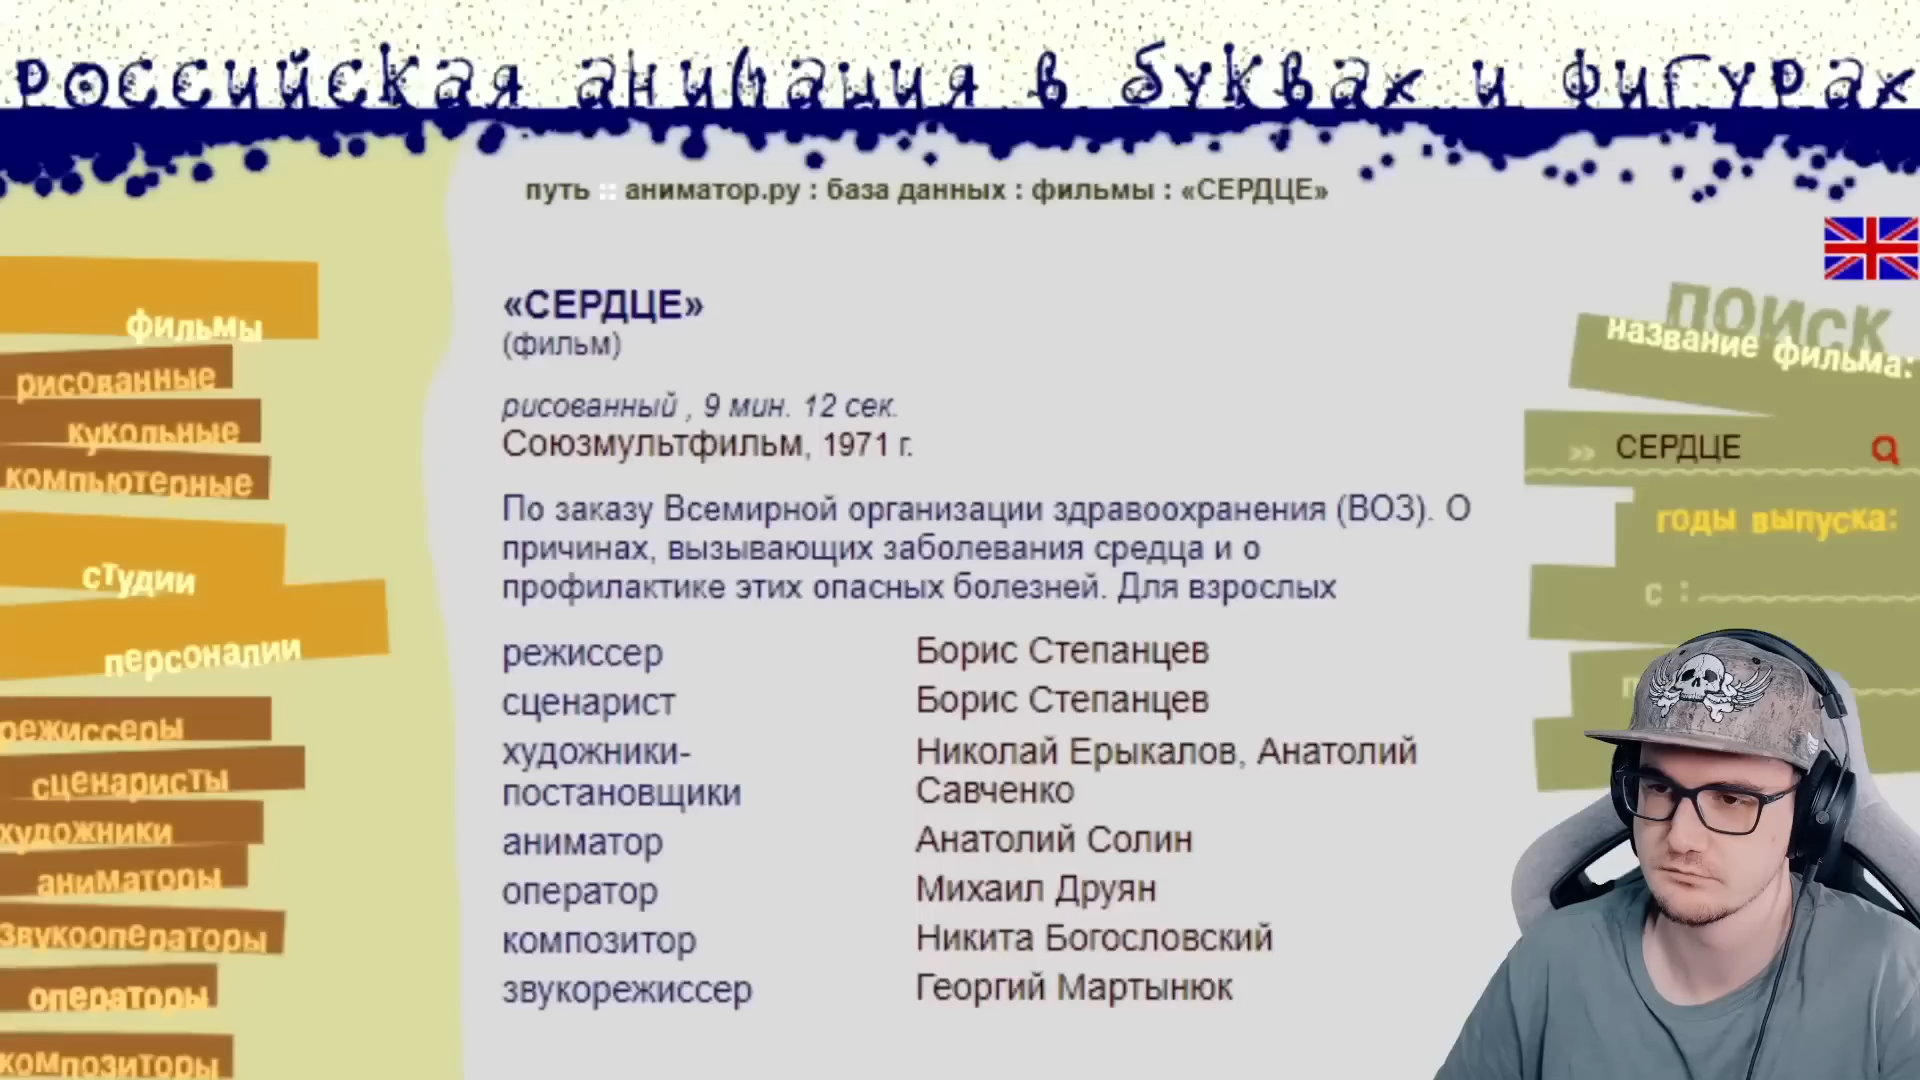 российская анимация в буквах и фигурах
путь :: аниматор.ру : база данных : фильмы : «СЕРДЦЕ»
фильмы
рисованные
кукольные
компьютерные
студии
персоналии
режиссеры
сценаристы
художники
аниматоры
звукооператоры
операторы
композиторы
«СЕРДЦЕ»
(фильм)
рисованный , 9 мин. 12 сек.
Союзмультфильм, 1971 г.
По заказу Всемирной организации здравоохранения (ВОЗ). О
причинах, вызывающих заболевания средца и о
профилактике этих опасных болезней. Для взрослых
режиссер Борис Степанцев
сценарист Борис Степанцев
художники- Николай Ерыкалов, Анатолий
постановщики Савченко
аниматор Анатолий Солин
оператор Михаил Друян
композитор Никита Богословский
звукорежиссер Георгий Мартынюк
поиск
название фильма:
» СЕРДЦЕ
годы выпуска:
с :